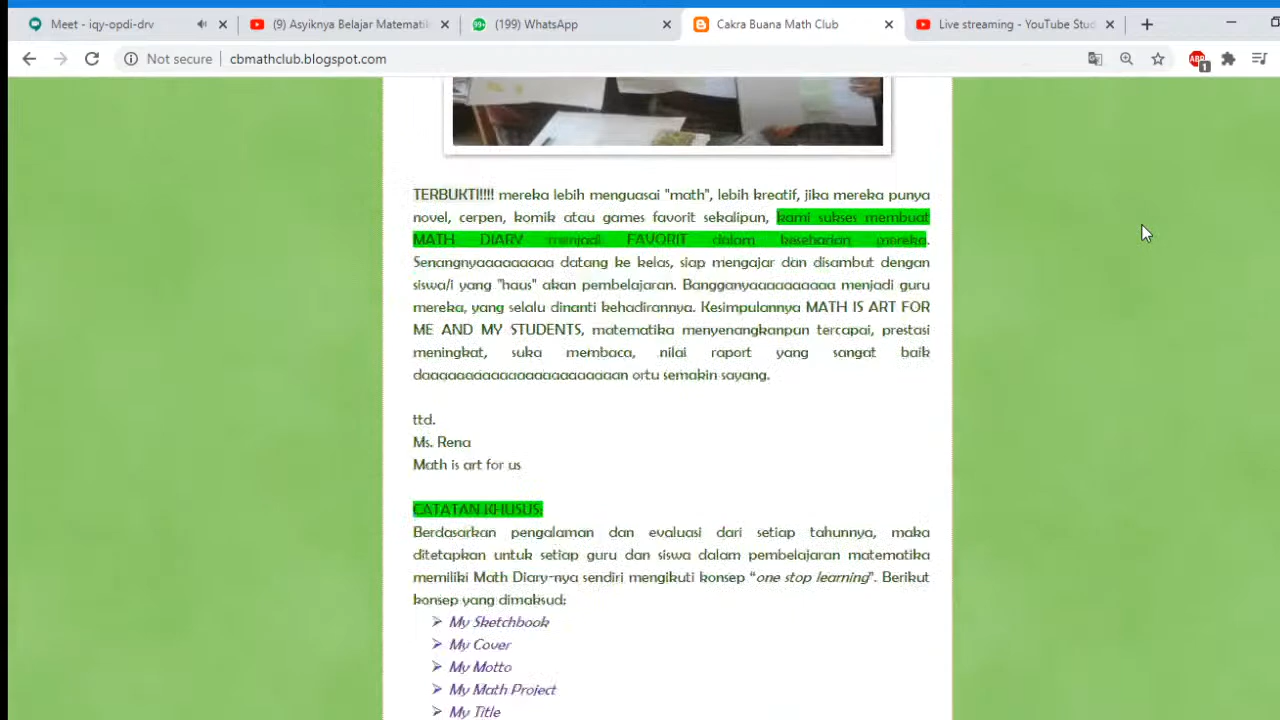 Meet - iqy-opdi-drv
(9) Asyiknya Belajar Matematik
99+
(199) WhatsApp
Cakra Buana Math Club
Live streaming - YouTube Stud
Not secure
cbmathclub.blogspot.com
ABP
1
TERBUKTI!!!! mereka lebih menguasai "math", lebih kreatif, jika mereka punya
novel, cerpen, komik atau games favorit sekalipun, kami sukses membuat
MATH DIARY menjadi FAVORIT dalam keseharian mereka.
Senangnyaaaaaaaaa datang ke kelas, siap mengajar dan disambut dengan
siswa/i yang "haus" akan pembelajaran. Bangganyaaaaaaaaaa menjadi guru
mereka, yang selalu dinanti kehadirannya. Kesimpulannya MATH IS ART FOR
ME AND MY STUDENTS, matematika menyenangkanpun tercapai, prestasi
meningkat, suka membaca, nilai raport yang sangat baik
daaaaaaaaaaaaaaaaaaaaaaaan ortu semakin sayang.
ttd.
Ms. Rena
Math is art for us
CATATAN KHUSUS:
Berdasarkan pengalaman dan evaluasi dari setiap tahunnya, maka
ditetapkan untuk setiap guru dan siswa dalam pembelajaran matematika
memiliki Math Diary-nya sendiri mengikuti konsep “one stop learning”. Berikut
konsep yang dimaksud:
➢ My Sketchbook
➢ My Cover
➢ My Motto
➢ My Math Project
➢ My Title